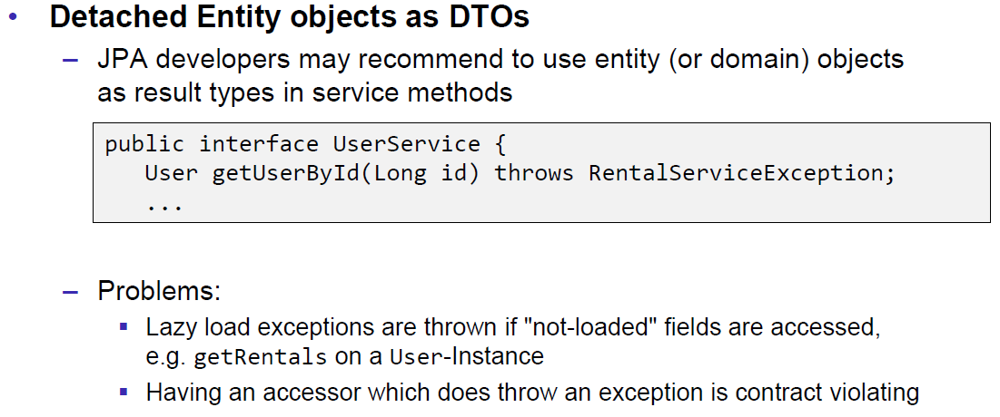 • Detached Entity objects as DTOs
– JPA developers may recommend to use entity (or domain) objects
as result types in service methods
public interface UserService {
   User getUserById(Long id) throws RentalServiceException;
   ...
– Problems:
▪ Lazy load exceptions are thrown if "not-loaded" fields are accessed,
e.g. getRentals on a User-Instance
▪ Having an accessor which does throw an exception is contract violating